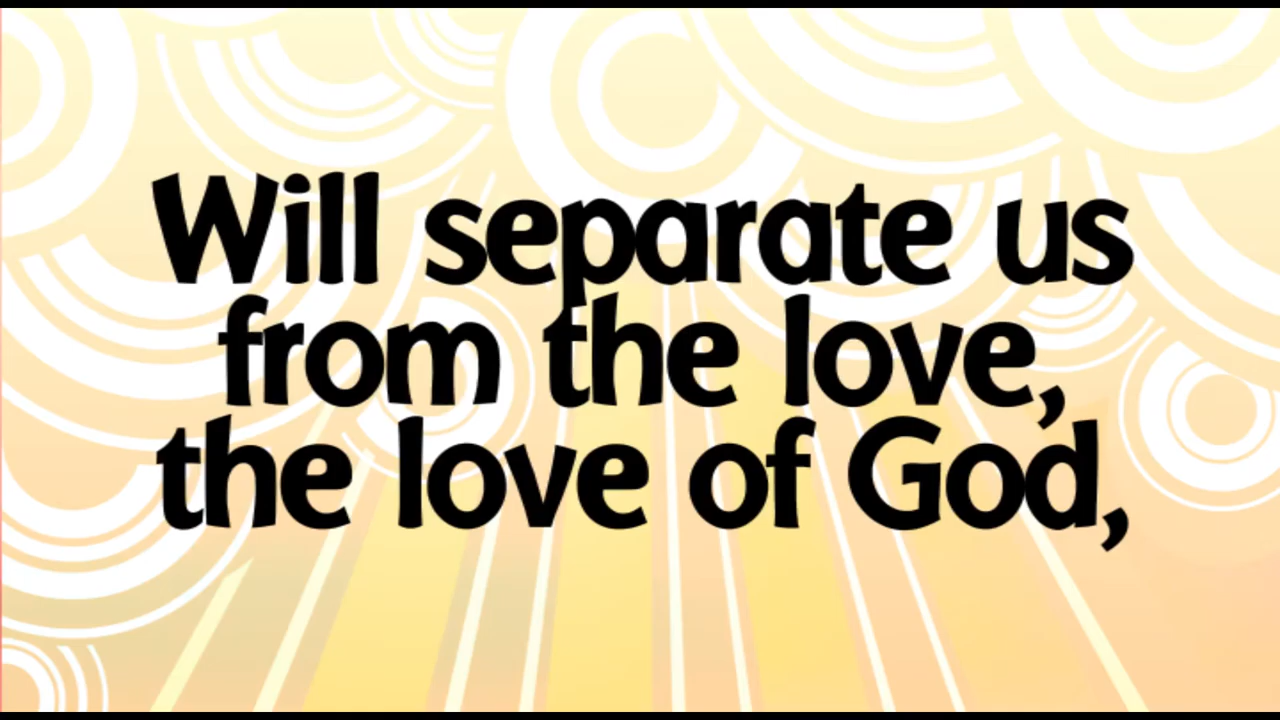 Will separate us
from the love,
the love of God,